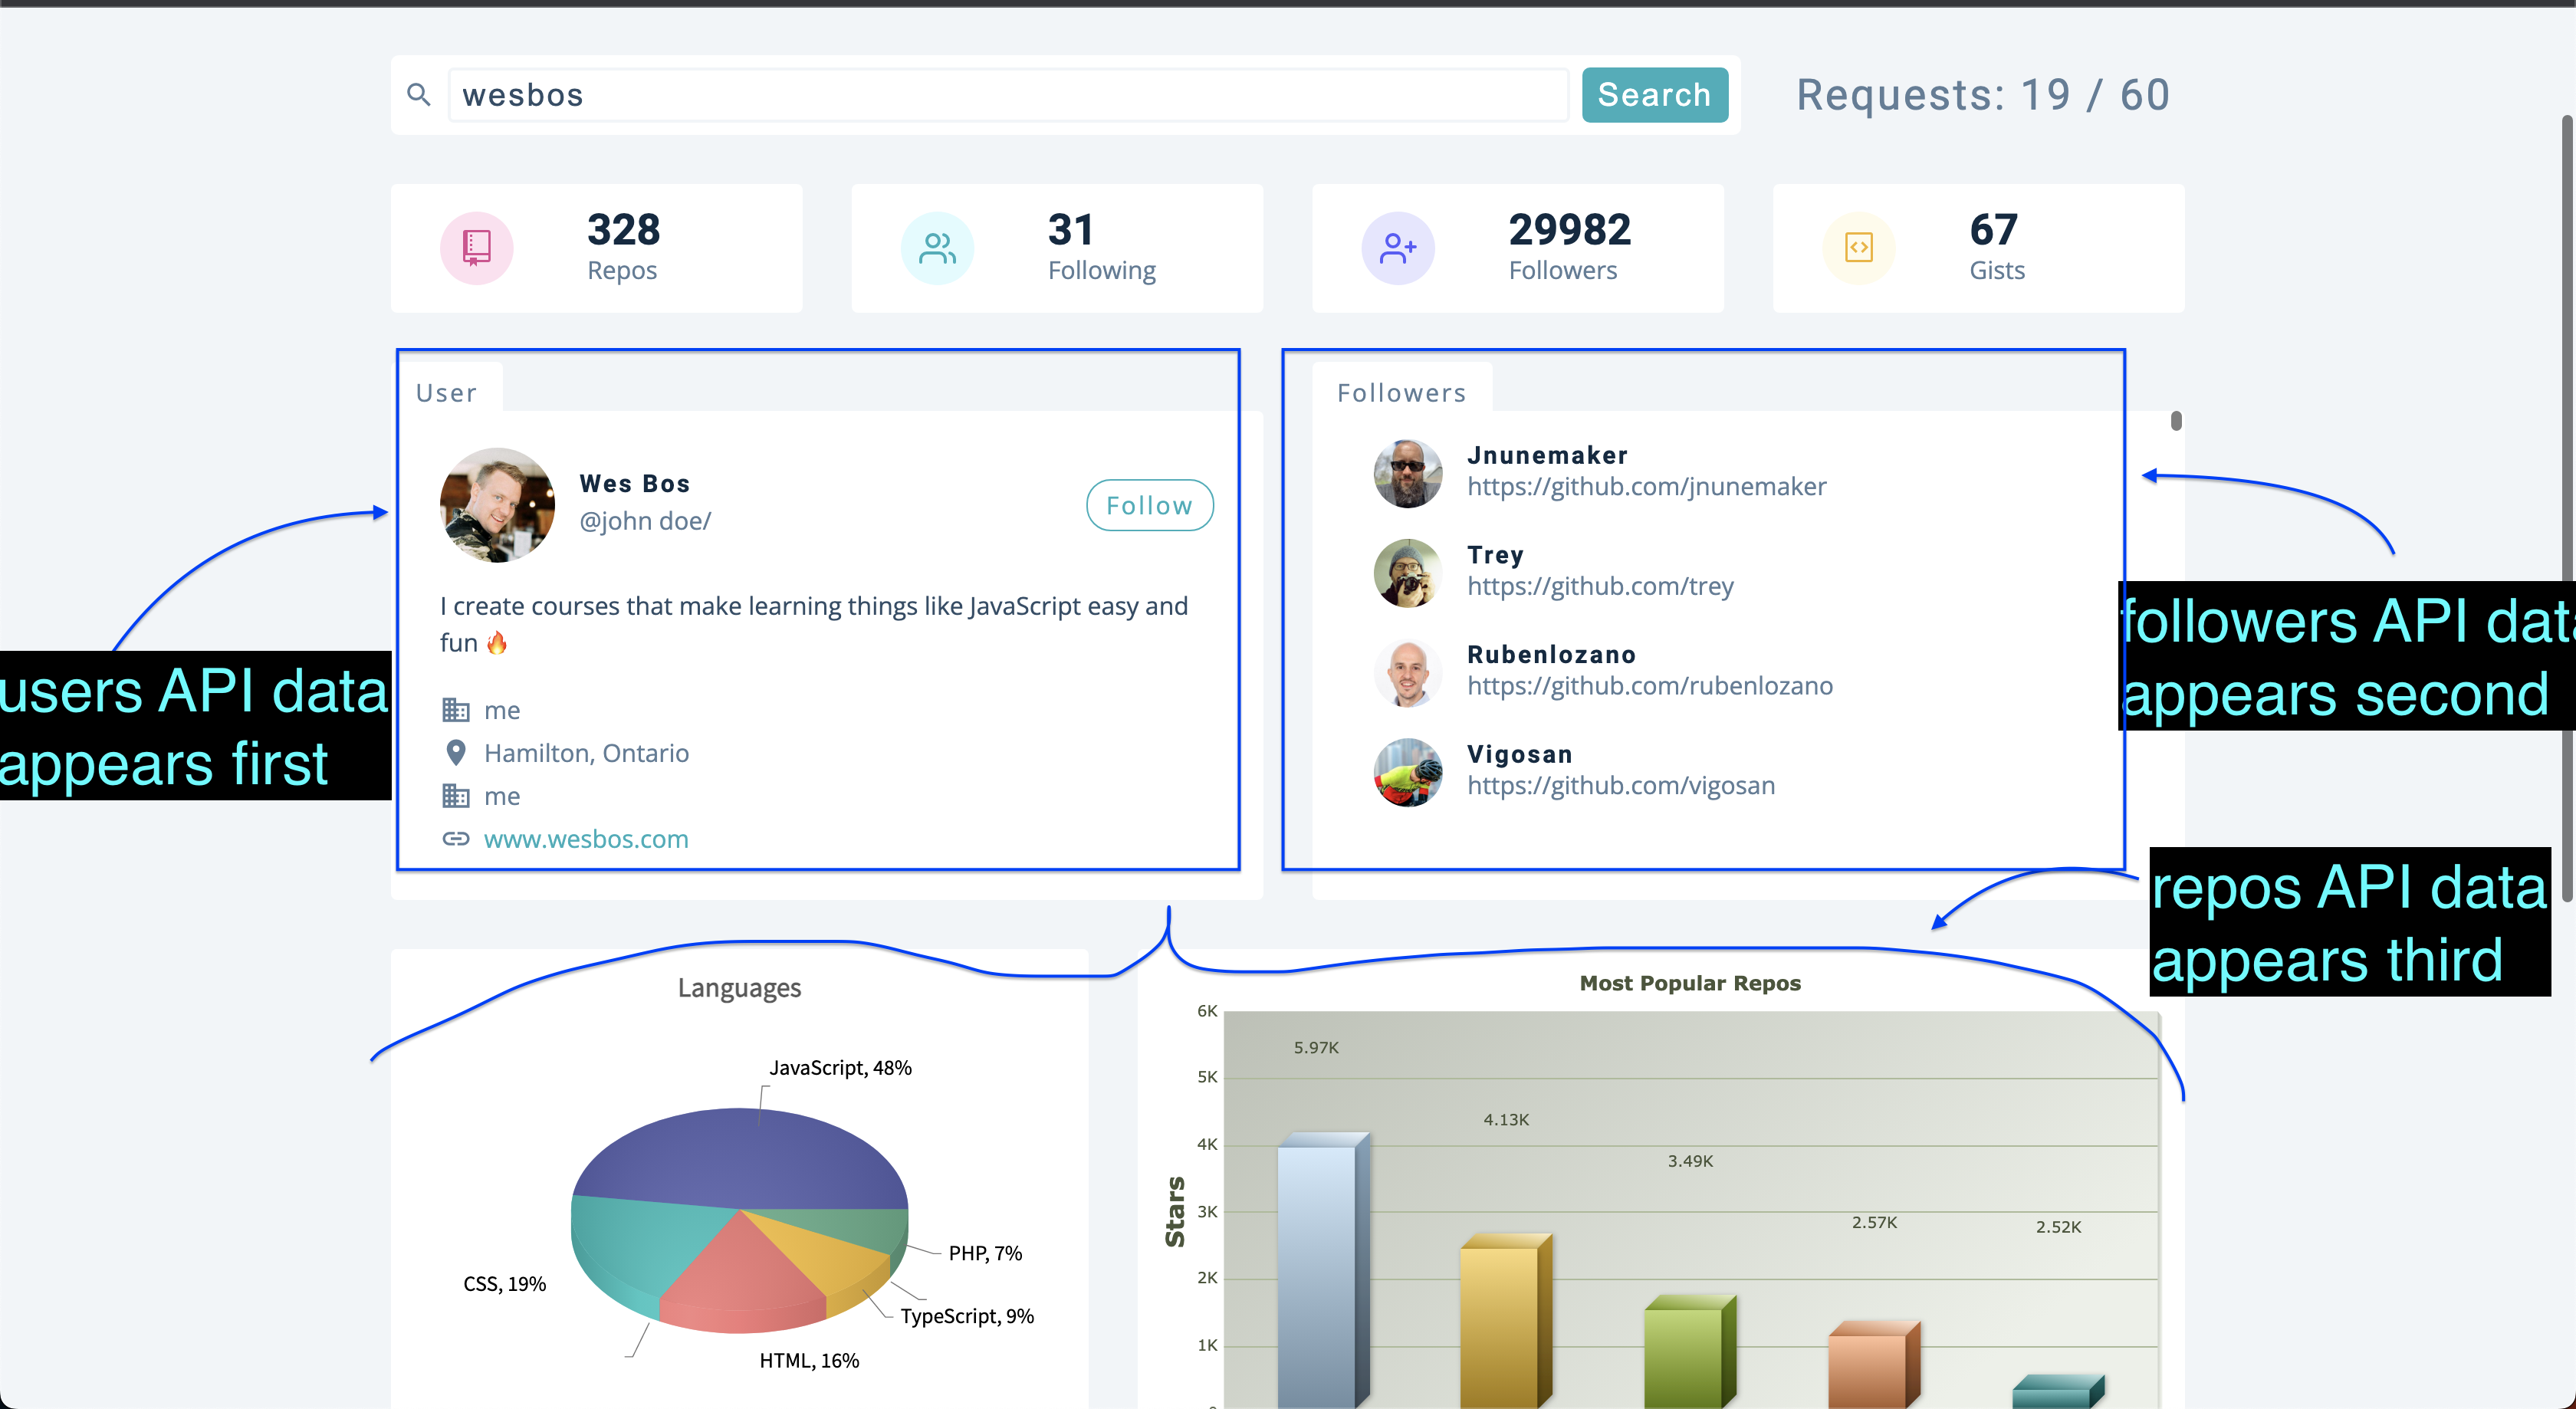 wesbos
Search
Requests: 19 / 60
328
Repos
31
Following
29982
Followers
67
Gists
User
Wes Bos
@john doe/
Follow
I create courses that make learning things like JavaScript easy and
fun
me
Hamilton, Ontario
me
www.wesbos.com
Followers
Jnunemaker
https://github.com/jnunemaker
Trey
https://github.com/trey
Rubenlozano
https://github.com/rubenlozano
Vigosan
https://github.com/vigosan
users API data
appears first
followers API dat
appears second
repos API data
appears third
Languages
JavaScript, 48%
PHP, 7%
TypeScript, 9%
HTML, 16%
CSS, 19%
Most Popular Repos
Stars
6K
5K
4K
3K
2K
1K
5.97K
4.13K
3.49K
2.57K
2.52K